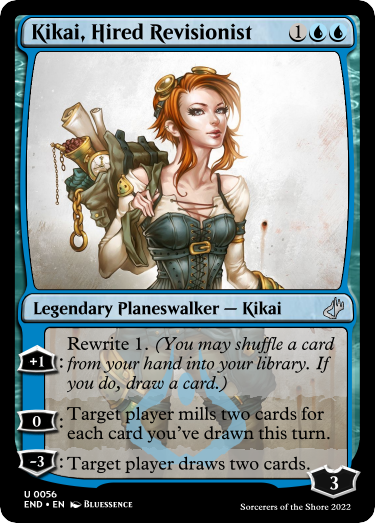 Kikai, Hired Revisionist 1
Legendary Planeswalker — Kikai
+1: Rewrite 1. (You may shuffle a card
from your hand into your library. If
you do, draw a card.)
0: Target player mills two cards for
each card you've drawn this turn.
-3: Target player draws two cards.
3
U 0056
END • EN Bluessence
Sorcerers of the Shore 2022